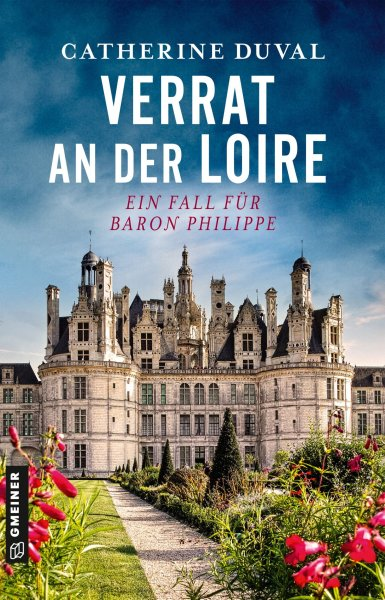 CATHERINE DUVAL
VERRAT
AN DER LOIRE
EIN FALL FÜR
BARON PHILIPPE
GMEINER